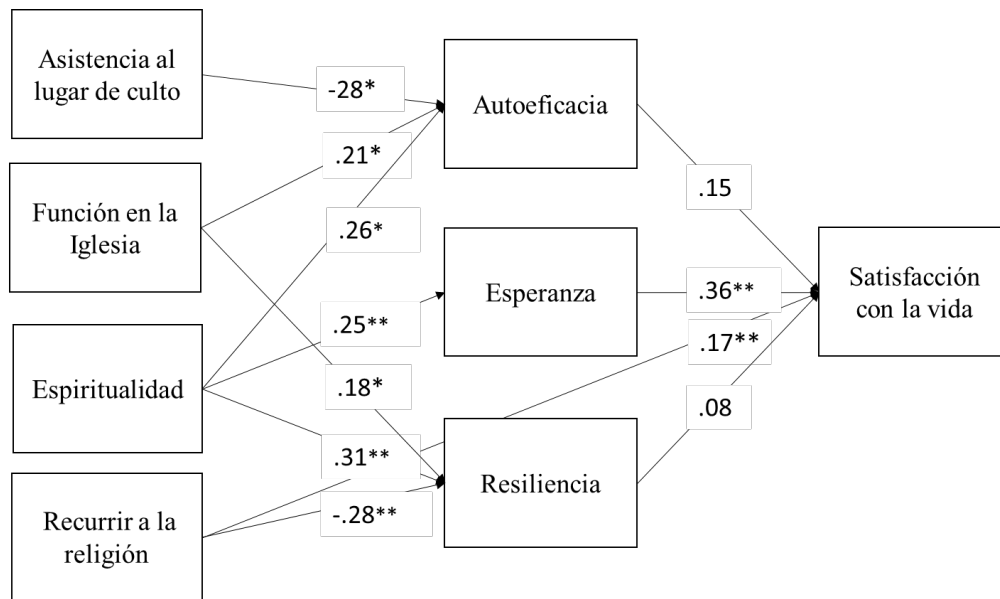 Asistencia al
lugar de culto
Función en la
Iglesia
Espiritualidad
Recurrir a la
religión
-28*
.21*
.26*
.25**
.18*
.31**
-.28**
Autoeficacia
Esperanza
Resiliencia
.15
.36**
.17**
.08
Satisfacción
con la vida